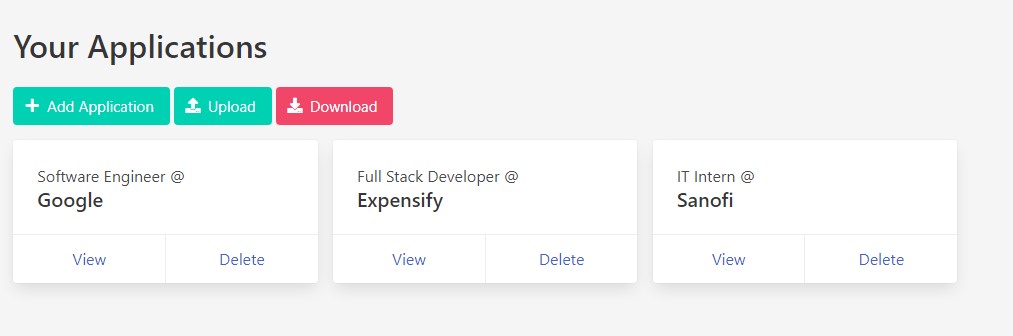 Your Applications
Add Application Upload Download
Software Engineer @
Google
View Delete
Full Stack Developer @
Expensify
View Delete
IT Intern @
Sanofi
View Delete